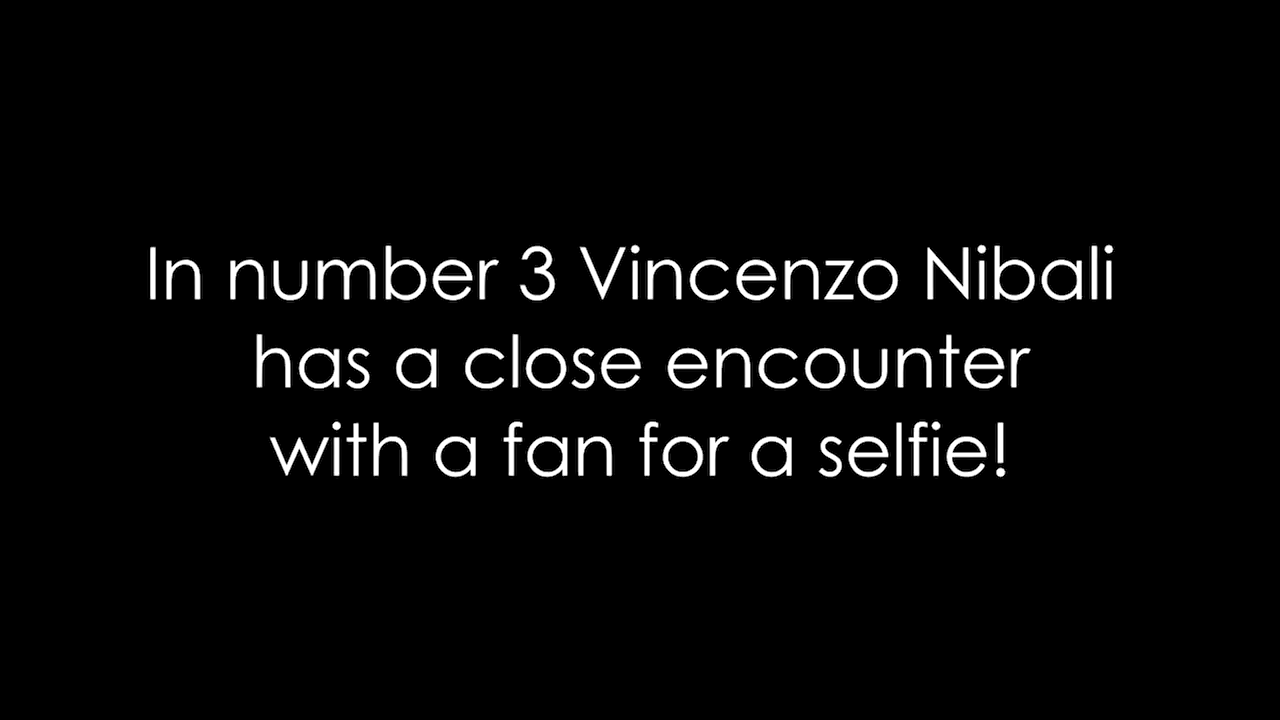 In number 3 Vincenzo Nibali
has a close encounter
with a fan for a selfie!